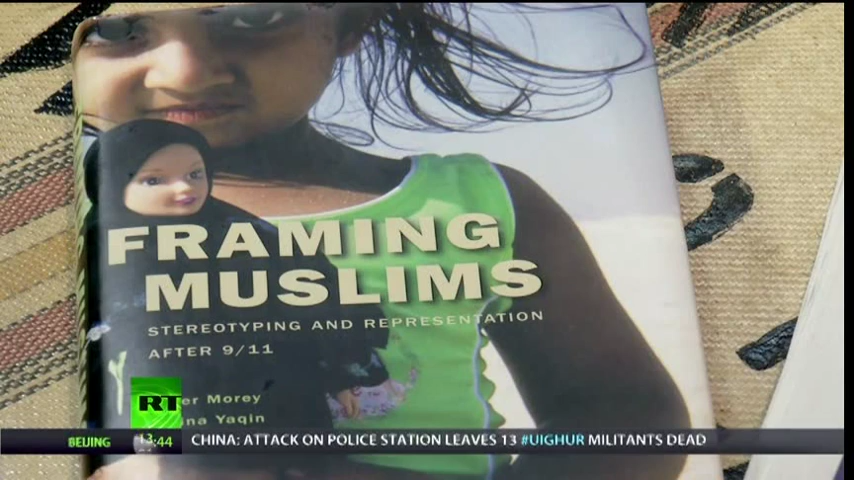 FRAMING
MUSLIMS
STEREOTYPING AND REPRESENTATION
AFTER 9/11
Morey
Yaqin
RT
BEIJING 13:44 CHINA: ATTACK ON POLICE STATION LEAVES 13 #UIGHUR MILITANTS DEAD